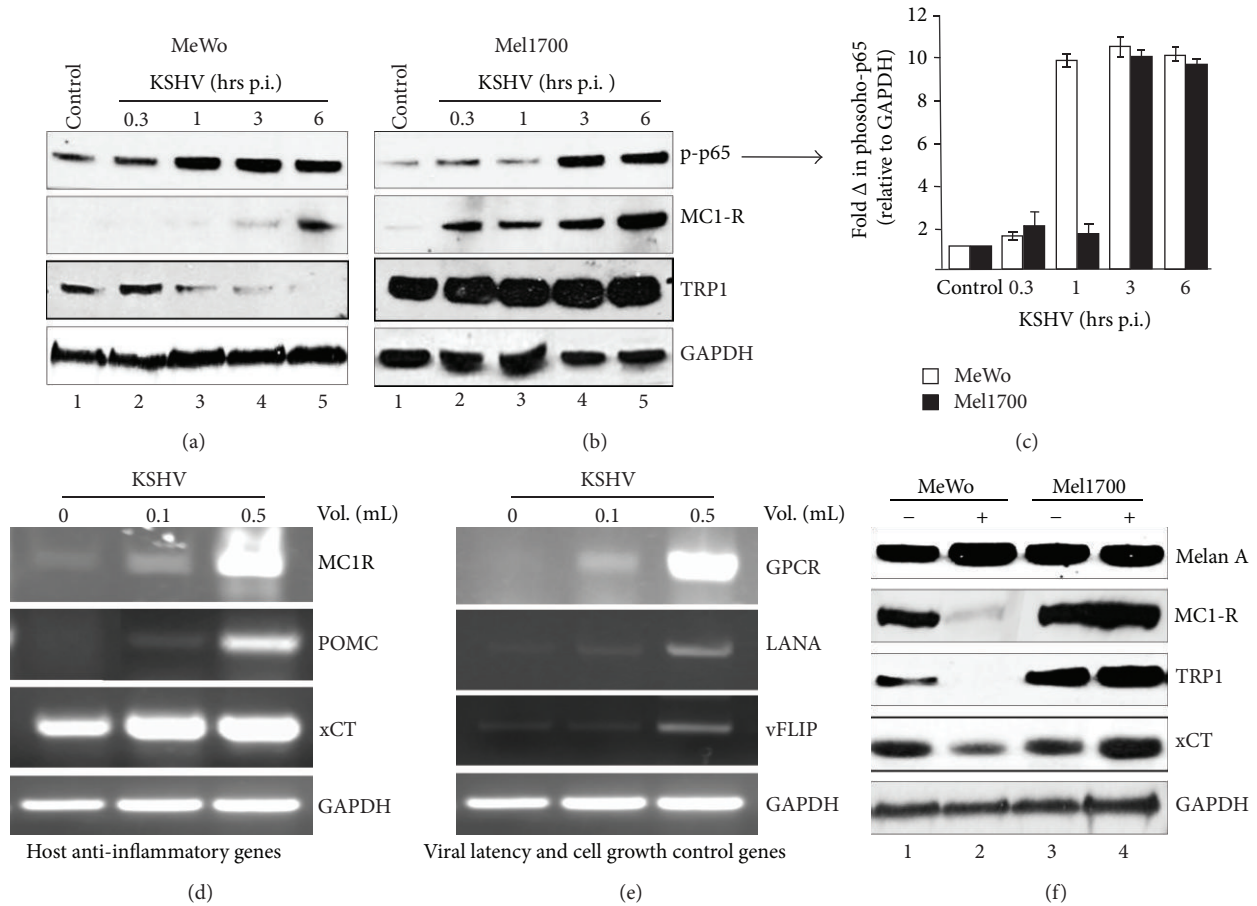 MeWo
KSHV (hrs p.i.)
Control
0.3 1 3 6
1 2 3 4 5
(a)
Mel1700
KSHV (hrs p.i. )
Control
0.3 1 3 6
p-p65
MC1-R
TRP1
GAPDH
1 2 3 4 5
(b)
Fold Δ in phosoho-p65
(relative to GAPDH)
12
10
8
6
4
2
Control 0.3 1 3 6
KSHV (hrs p.i.)
MeWo
Mel1700
(c)
KSHV
0 0.1 0.5 Vol. (mL)
MC1R
POMC
xCT
GAPDH
Host anti-inflammatory genes
(d)
KSHV
0 0.1 0.5 Vol. (mL)
GPCR
LANA
vFLIP
GAPDH
Viral latency and cell growth control genes
(e)
MeWo Mel1700
− + − +
Melan A
MC1-R
TRP1
xCT
GAPDH
1 2 3 4
(f)